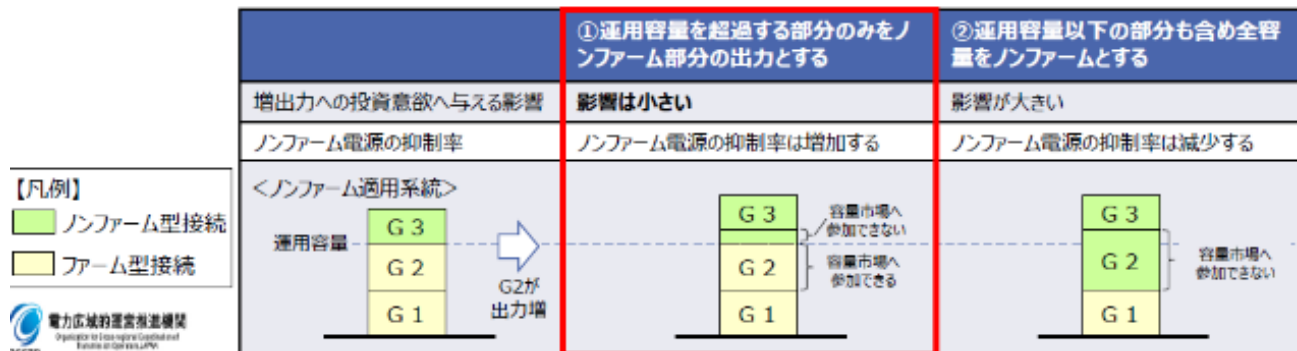 ①運用容量を超過する部分のみをノ
ンファーム部分の出力とする
②運用容量以下の部分も含め全容
量をノンファームとする
増出力への投資意欲へ与える影響
影響は小さい
影響が大きい
ノンファーム電源の抑制率
ノンファーム電源の抑制率は増加する
ノンファーム電源の抑制率は減少する
【凡例】
ノンファーム型接続
ファーム型接続
<ノンファーム適用系統>
運用容量
G 3
G 2
G 1
G2が
出力増
G 3
G 2
G 1
容量市場へ
参加できない
容量市場へ
参加できる
G 3
G 2
G 1
容量市場へ
参加できない
電力広域的運営推進機関